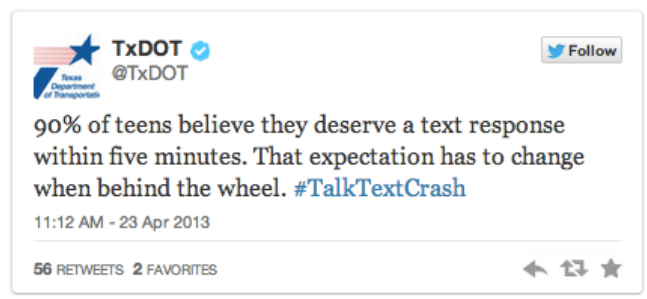 TxDOT
Follow
@TxDOT
Texas
Department
of Transportation
90% of teens believe they deserve a text response
within five minutes. That expectation has to change
when behind the wheel. #TalkTextCrash
11:12 AM - 23 Apr 2013
56 RETWEETS 2 FAVORITES